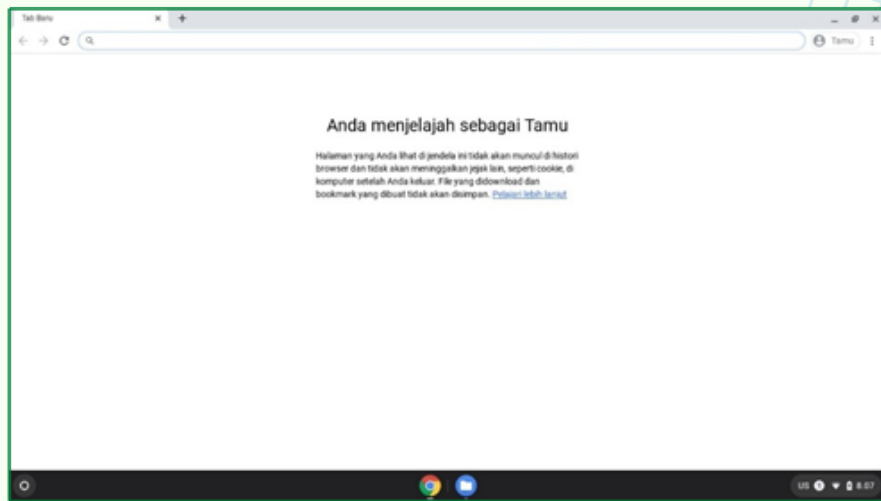 Tab Baru
Tamu
Anda menjelajah sebagai Tamu
Halaman yang Anda lihat di jendela ini tidak akan muncul di histori
browser dan tidak akan meninggalkan jejak lain, seperti cookie, di
komputer setelah Anda keluar. File yang didownload dan
bookmark yang dibuat tidak akan disimpan. Pelajari lebih lanjut
US 8.07